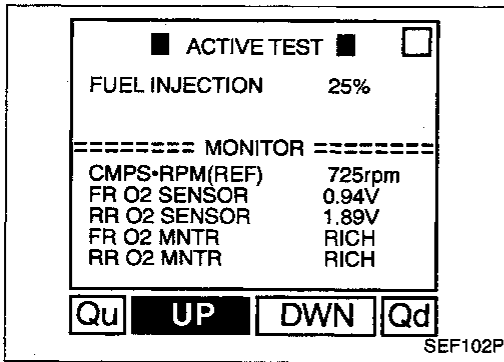 ■ ACTIVE TEST ■
FUEL INJECTION 25%
======== MONITOR ========
CMPS•RPM(REF) 725rpm
FR O2 SENSOR 0.94V
RR O2 SENSOR 1.89V
FR O2 MNTR RICH
RR O2 MNTR RICH
Qu UP DWN Qd
SEF102P